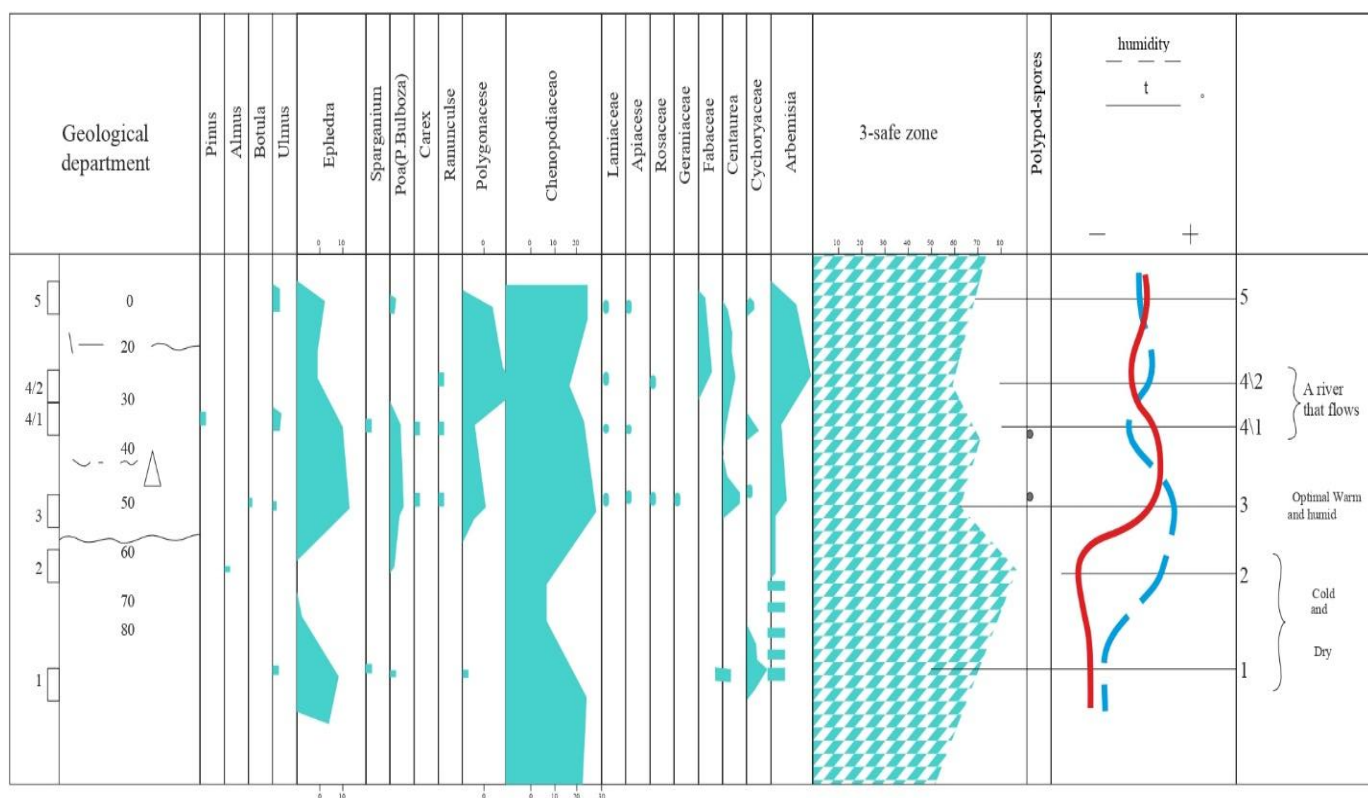 Geological
department
Pinus
Almus
Botula
Ulmus
Ephedra
Sparganium
Poa(P.Bulboza)
Carex
Ranunculse
Polygonacese
Chenopodiaceao
Lamiaceae
Apiacese
Rosaceae
Geraniaceae
Fabaceae
Centaurea
Cychoryaceae
Arbemisia
3-safe zone
Polypod-spores
humidity
t
°
− +
0 10
0
0 10 20
10 20 30 40 50 60 70 80
5
4/2
4/1
3
2
1
0
20
30
40
50
60
70
80
5
4\2
4\1
3
2
1
A river
that flows
Optimal Warm
and humid
Cold
and
Dry
0 10
0
0 10 20 30